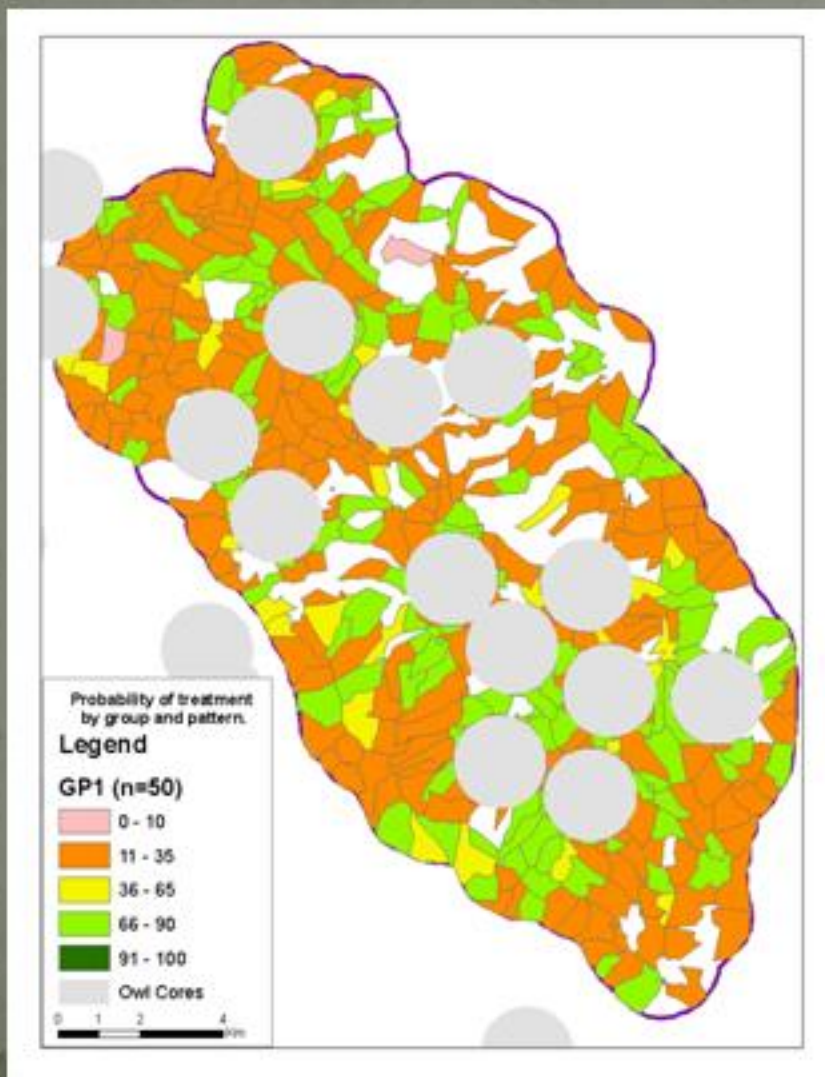 Probability of treatment
by group and pattern.
Legend
GP1 (n=50)
0 - 10
11 - 35
36 - 65
66 - 90
91 - 100
Owl Cores
0 1 2 4